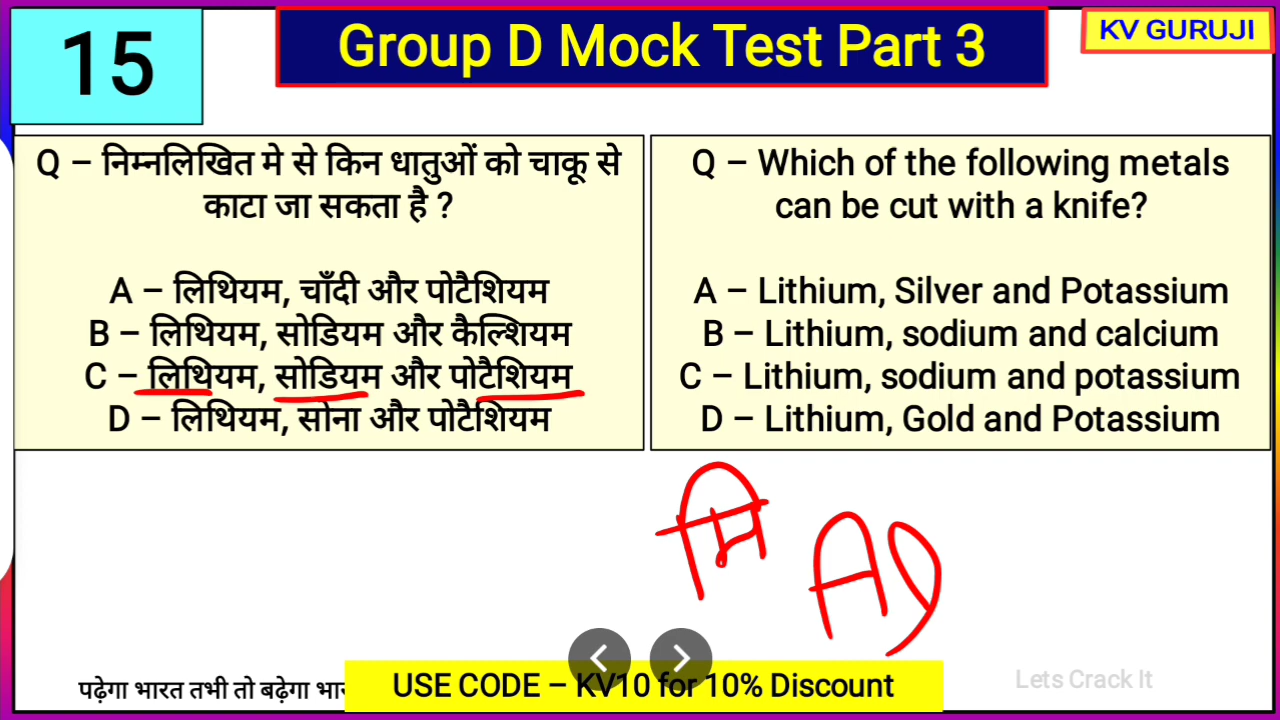 15
Group D Mock Test Part 3
KV GURUJI
Q – निम्नलिखित मे से किन धातुओं को चाकू से
काटा जा सकता है ?
A – लिथियम, चाँदी और पोटैशियम
B – लिथियम, सोडियम और कैल्शियम
C – लिथियम, सोडियम और पोटैशियम
D – लिथियम, सोना और पोटैशियम
Q – Which of the following metals
can be cut with a knife?
A – Lithium, Silver and Potassium
B – Lithium, sodium and calcium
C – Lithium, sodium and potassium
D – Lithium, Gold and Potassium
मि AD
पढ़ेगा भारत तभी तो बढ़ेगा भार
USE CODE – KV10 for 10% Discount
Lets Crack It